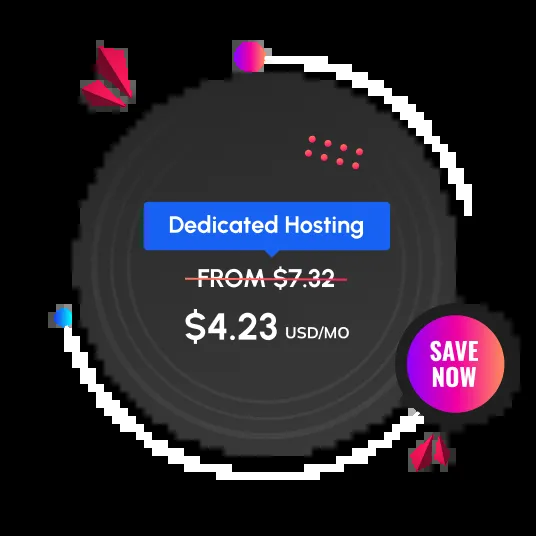 Dedicated Hosting
FROM $7.32
$4.23 USD/MO
SAVE
NOW